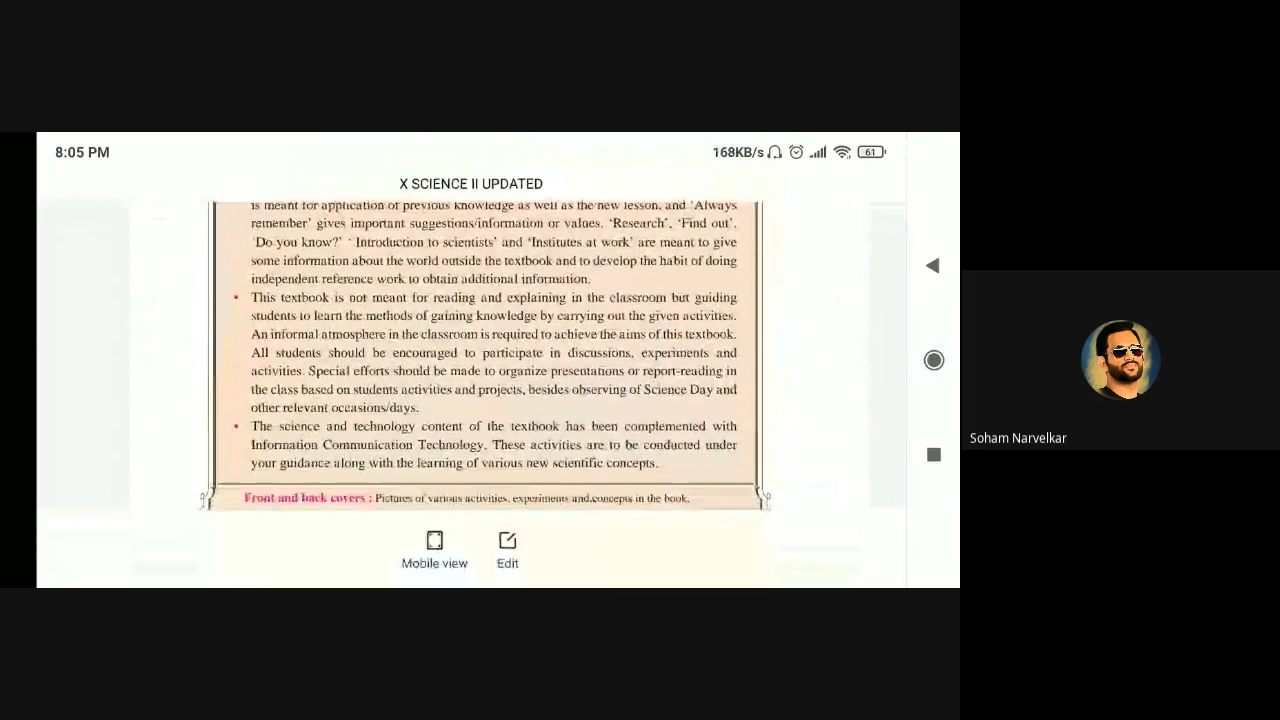 8:05 PM
168KB/s
61
X SCIENCE II UPDATED
is meant for application of previous knowledge as well as the new lesson, and ‘Always
remember’ gives important suggestions/information or values. ‘Research’, ‘Find out’,
‘Do you know?’ ‘ Introduction to scientists’ and ‘Institutes at work’ are meant to give
some information about the world outside the textbook and to develop the habit of doing
independent reference work to obtain additional information.
• This textbook is not meant for reading and explaining in the classroom but guiding
students to learn the methods of gaining knowledge by carrying out the given activities.
An informal atmosphere in the classroom is required to achieve the aims of this textbook.
All students should be encouraged to participate in discussions, experiments and
activities. Special efforts should be made to organize presentations or report-reading in
the class based on students activities and projects, besides observing of Science Day and
other relevant occasions/days.
• The science and technology content of the textbook has been complemented with
Information Communication Technology. These activities are to be conducted under
your guidance along with the learning of various new scientific concepts.
Front and back covers : Pictures of various activities, experiments and concepts in the book.
Mobile view
Edit
Soham Narvelkar